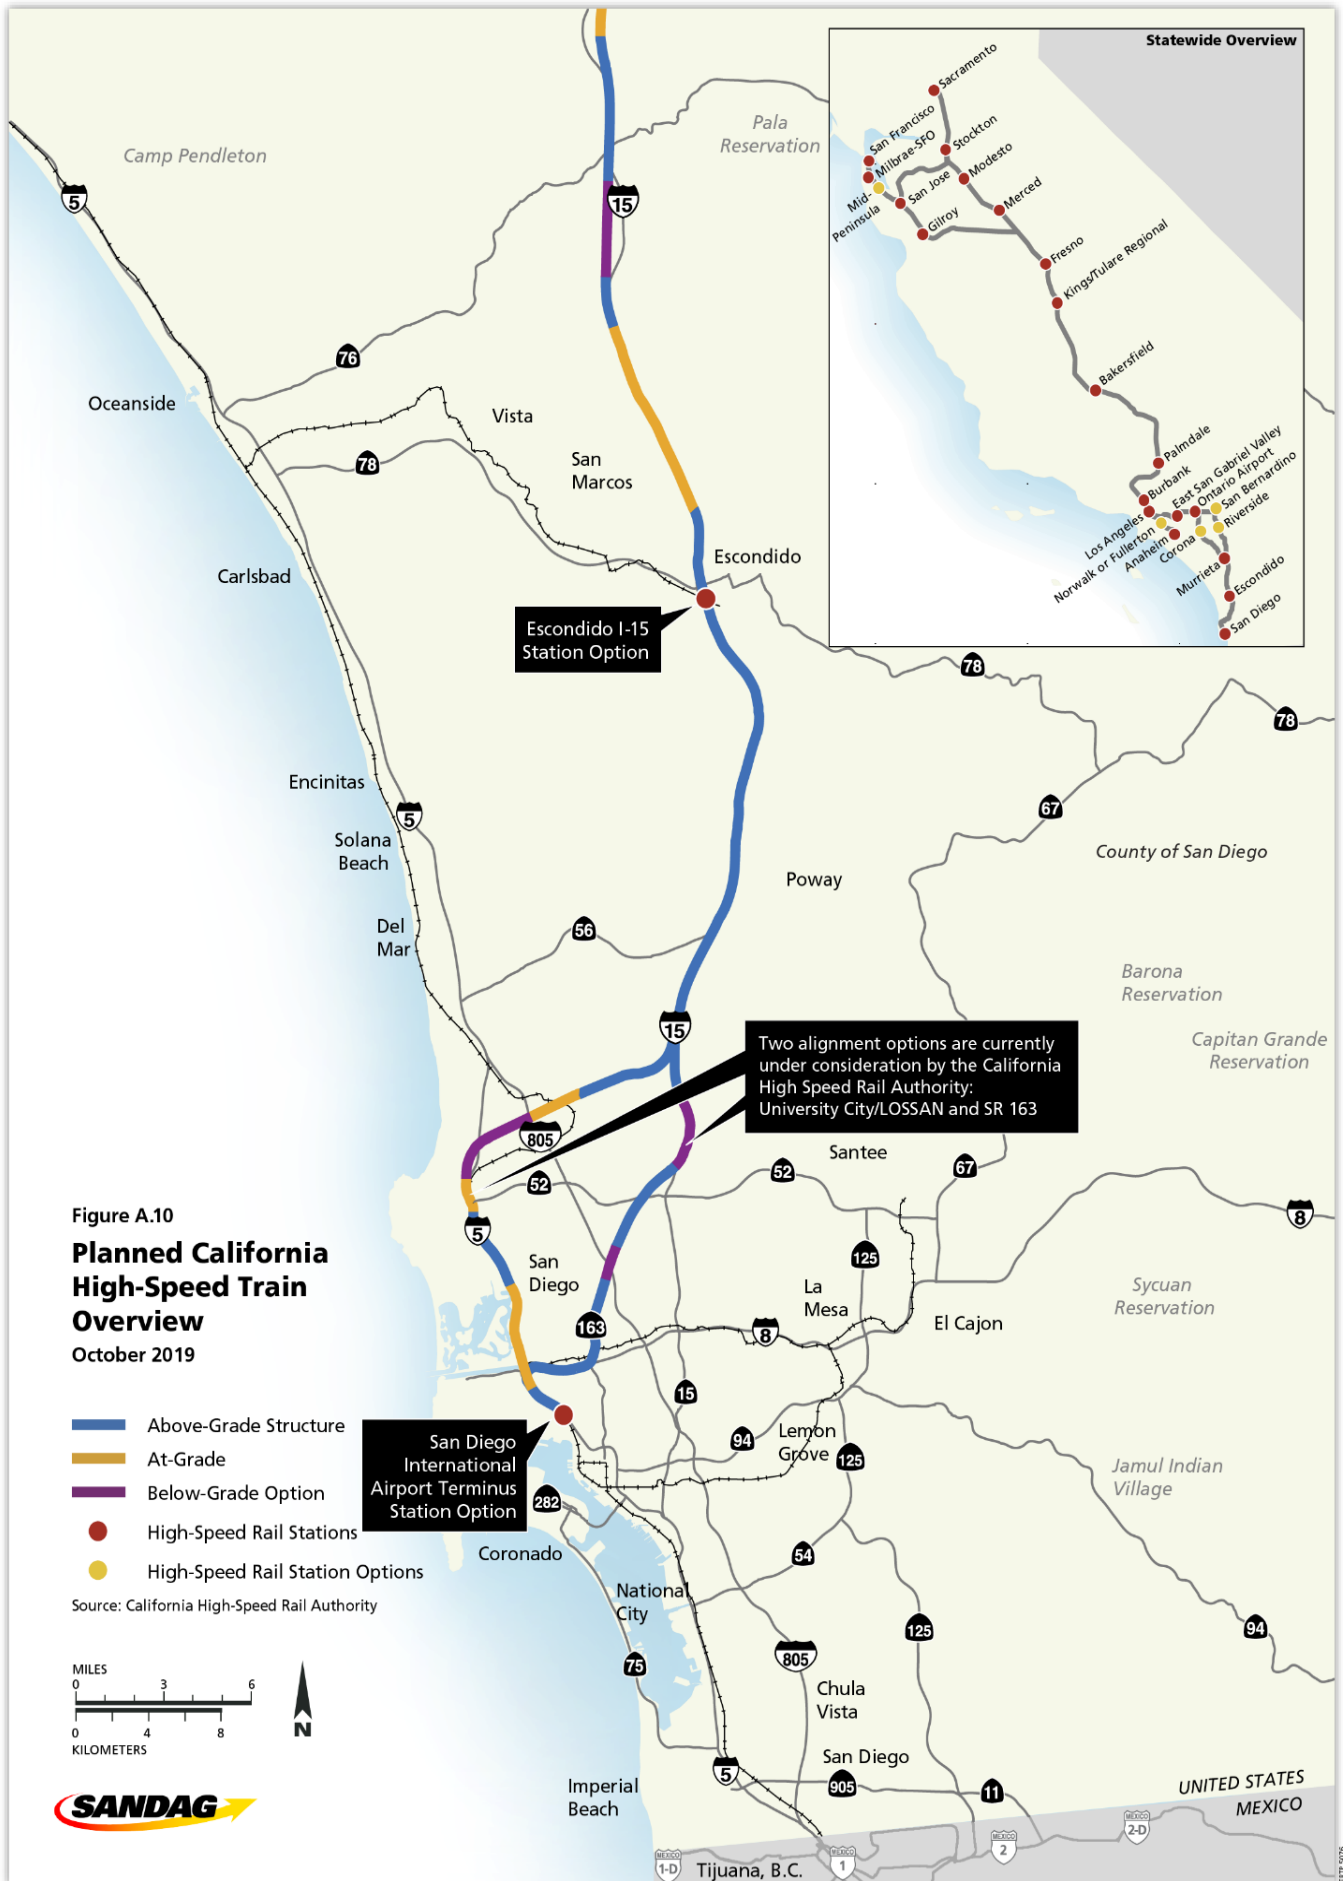 Statewide Overview
Sacramento
San Francisco
Milbrae-SFO
Stockton
Modesto
Mid-
Peninsula
San Jose
Merced
Gilroy
Fresno
Kings/Tulare Regional
Bakersfield
Palmdale
Burbank
East San Gabriel Valley
Ontario Airport
San Bernardino
Los Angeles
Riverside
Norwalk or Fullerton
Anaheim
Corona
Murrieta
Escondido
San Diego
Camp Pendleton
Pala
Reservation
5
15
76
Oceanside
Vista
78
San
Marcos
Escondido
Carlsbad
Escondido I-15
Station Option
78
78
Encinitas
5
67
Solana
Beach
County of San Diego
Poway
Del
Mar
56
Barona
Reservation
15
Capitan Grande
Reservation
Two alignment options are currently
under consideration by the California
High Speed Rail Authority:
University City/LOSSAN and SR 163
805
Santee
52
52
67
8
5
San
Diego
125
La
Mesa
Sycuan
Reservation
163
8
El Cajon
15
94
Lemon
Grove
125
Jamul Indian
Village
San Diego
International
Airport Terminus
Station Option
282
Coronado
54
National
City
125
94
75
805
Chula
Vista
5
San Diego
905
11
Imperial
Beach
UNITED STATES
MEXICO
MEXICO
1-D
Tijuana, B.C.
MEXICO
1
MEXICO
2
MEXICO
2-D
Figure A.10
Planned California
High-Speed Train
Overview
October 2019
Above-Grade Structure
At-Grade
Below-Grade Option
High-Speed Rail Stations
High-Speed Rail Station Options
Source: California High-Speed Rail Authority
MILES
0 3 6
0 4 8
KILOMETERS
N
SANDAG